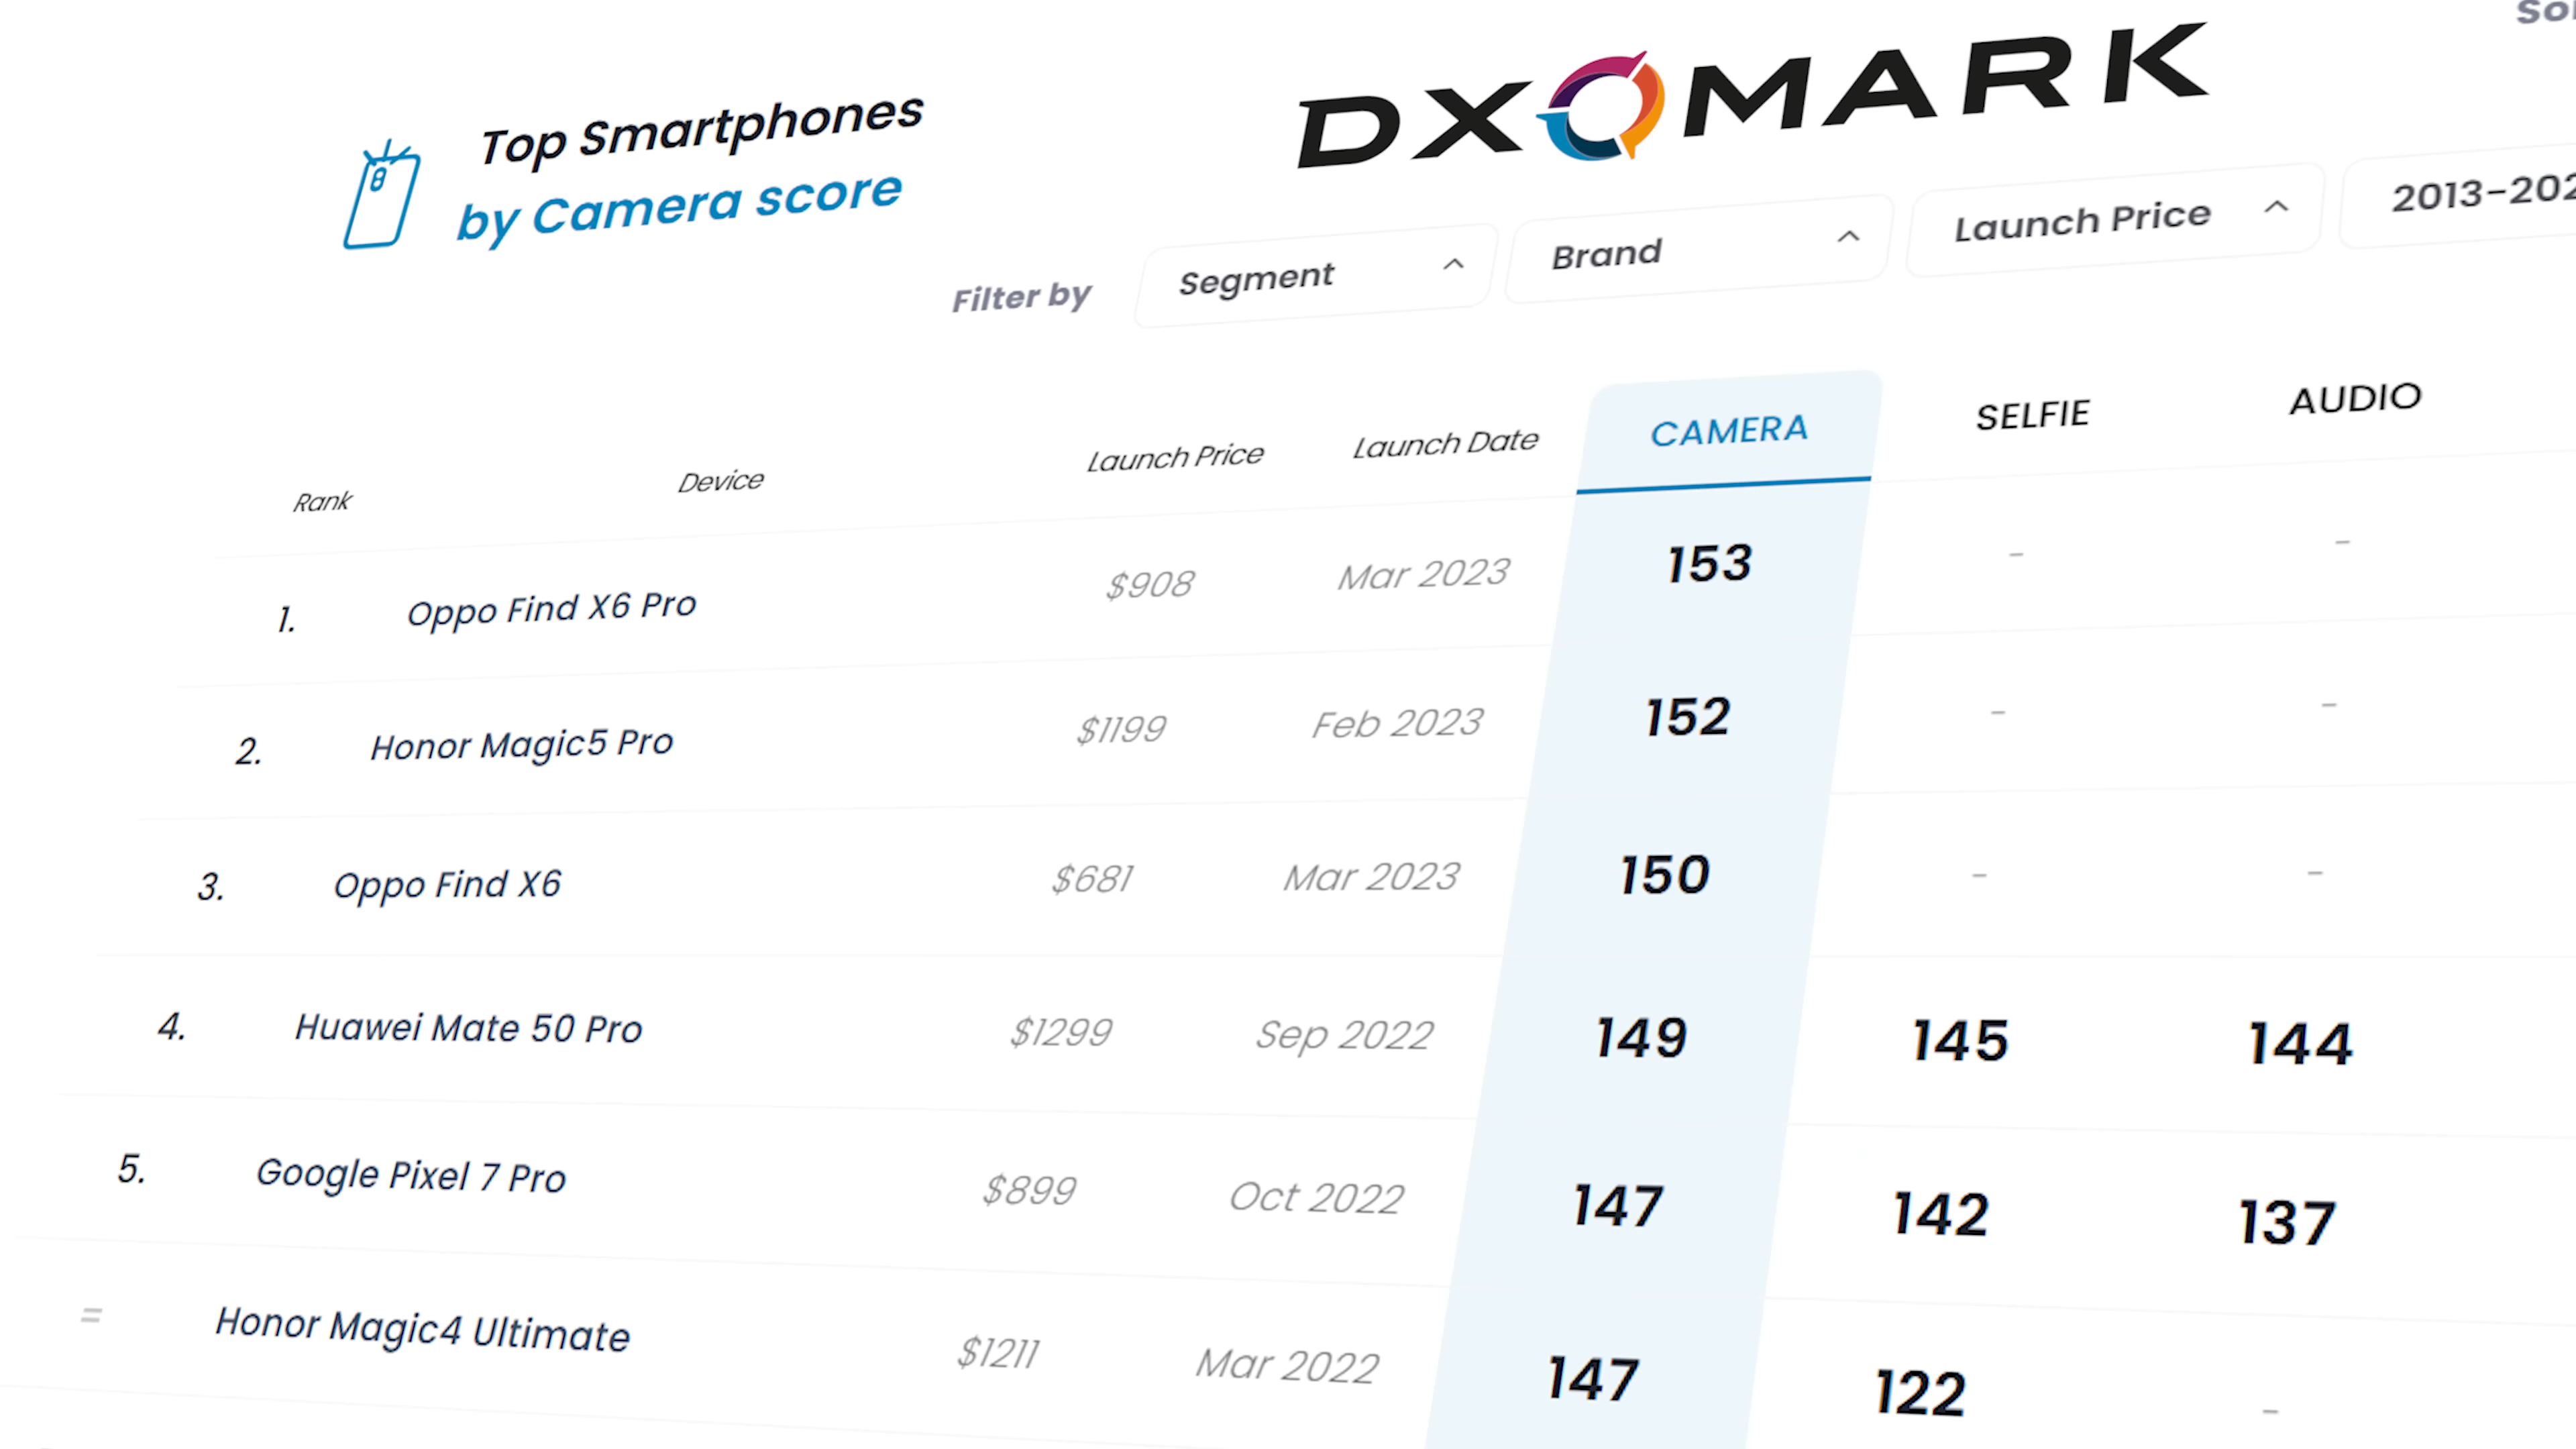 Top Smartphones
by Camera score
DXOMARK
Filter by Segment Brand Launch Price
Rank Device Launch Price Launch Date CAMERA SELFIE AUDIO
1. Oppo Find X6 Pro $908 Mar 2023 153 - -
2. Honor Magic5 Pro $1199 Feb 2023 152 - -
3. Oppo Find X6 $681 Mar 2023 150 - -
4. Huawei Mate 50 Pro $1299 Sep 2022 149 145 144
5. Google Pixel 7 Pro $899 Oct 2022 147 142 137
= Honor Magic4 Ultimate $1211 Mar 2022 147 122 -